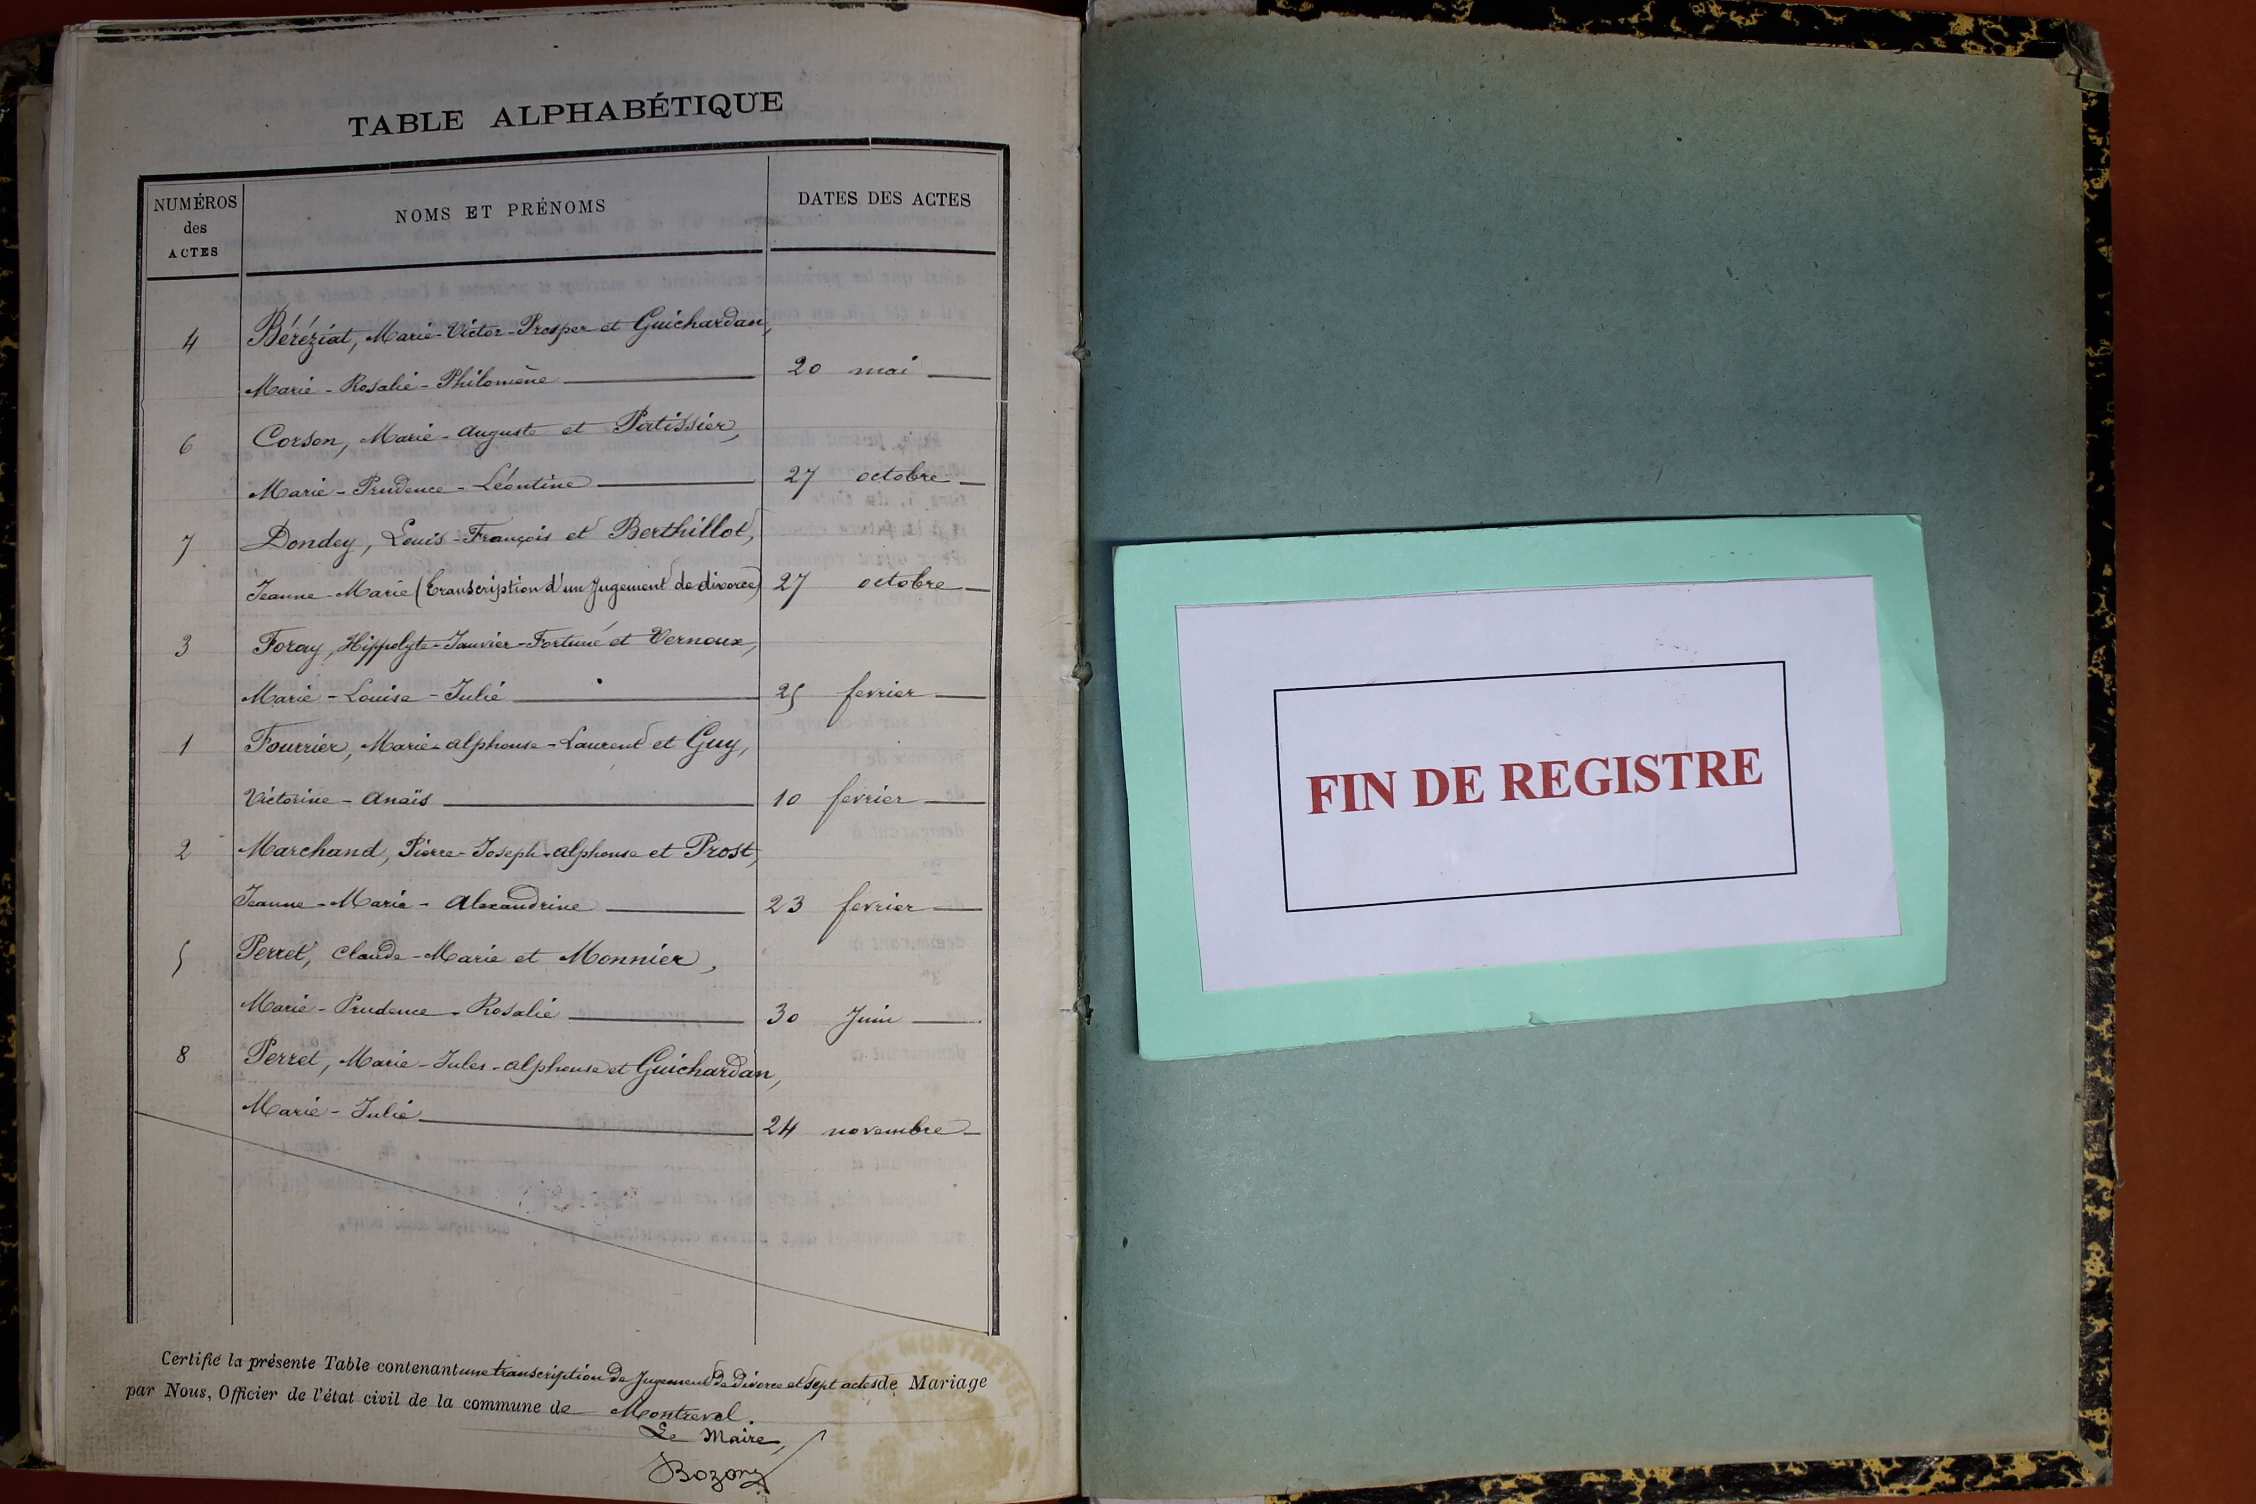 TABLE ALPHABÉTIQUE
NUMÉROS
des
ACTES
NOMS ET PRÉNOMS
DATES DES ACTES
4 Béréziat, Marie-Victor-Prosper et Guichardan,
Marie-Rosalie-Philomène 20 mai
6 Corson, Marie-Auguste et Patissier,
Marie-Prudence-Léontine 27 octobre
7 Dondey, Louis-François et Berthillot,
Jeanne-Marie (Transcription d'un Jugement de divorce) 27 octobre
3 Foray, Hippolyte-Janvier-Fortuné et Vernoux,
Marie-Louise-Julie 25 fevrier
1 Fourrier, Marie-Alphonse-Laurent et Guy,
Victorine-Anaïs 10 fevrier
2 Marchand, Pierre-Joseph-Alphonse et Prost,
Jeanne-Marie-Alexandrine 23 fevrier
5 Perret, Claude-Marie et Monnier,
Marie-Prudence-Rosalie 30 Juin
8 Perret, Marie-Jules-Alphonse et Guichardan,
Marie-Julie 24 novembre
Certifié la présente Table contenant une transcription de Jugement de Divorce et sept actes de Mariage
par Nous, Officier de l'état civil de la commune de Montrevel.
Le Maire,
FIN DE REGISTRE